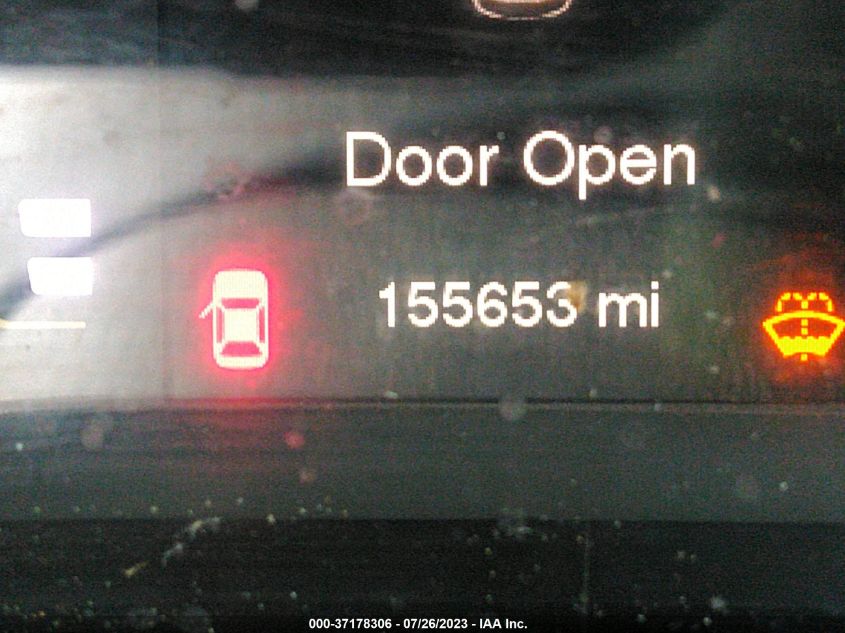 Door Open
155653 mi
000-37178306 - 07/26/2023 - IAA Inc.